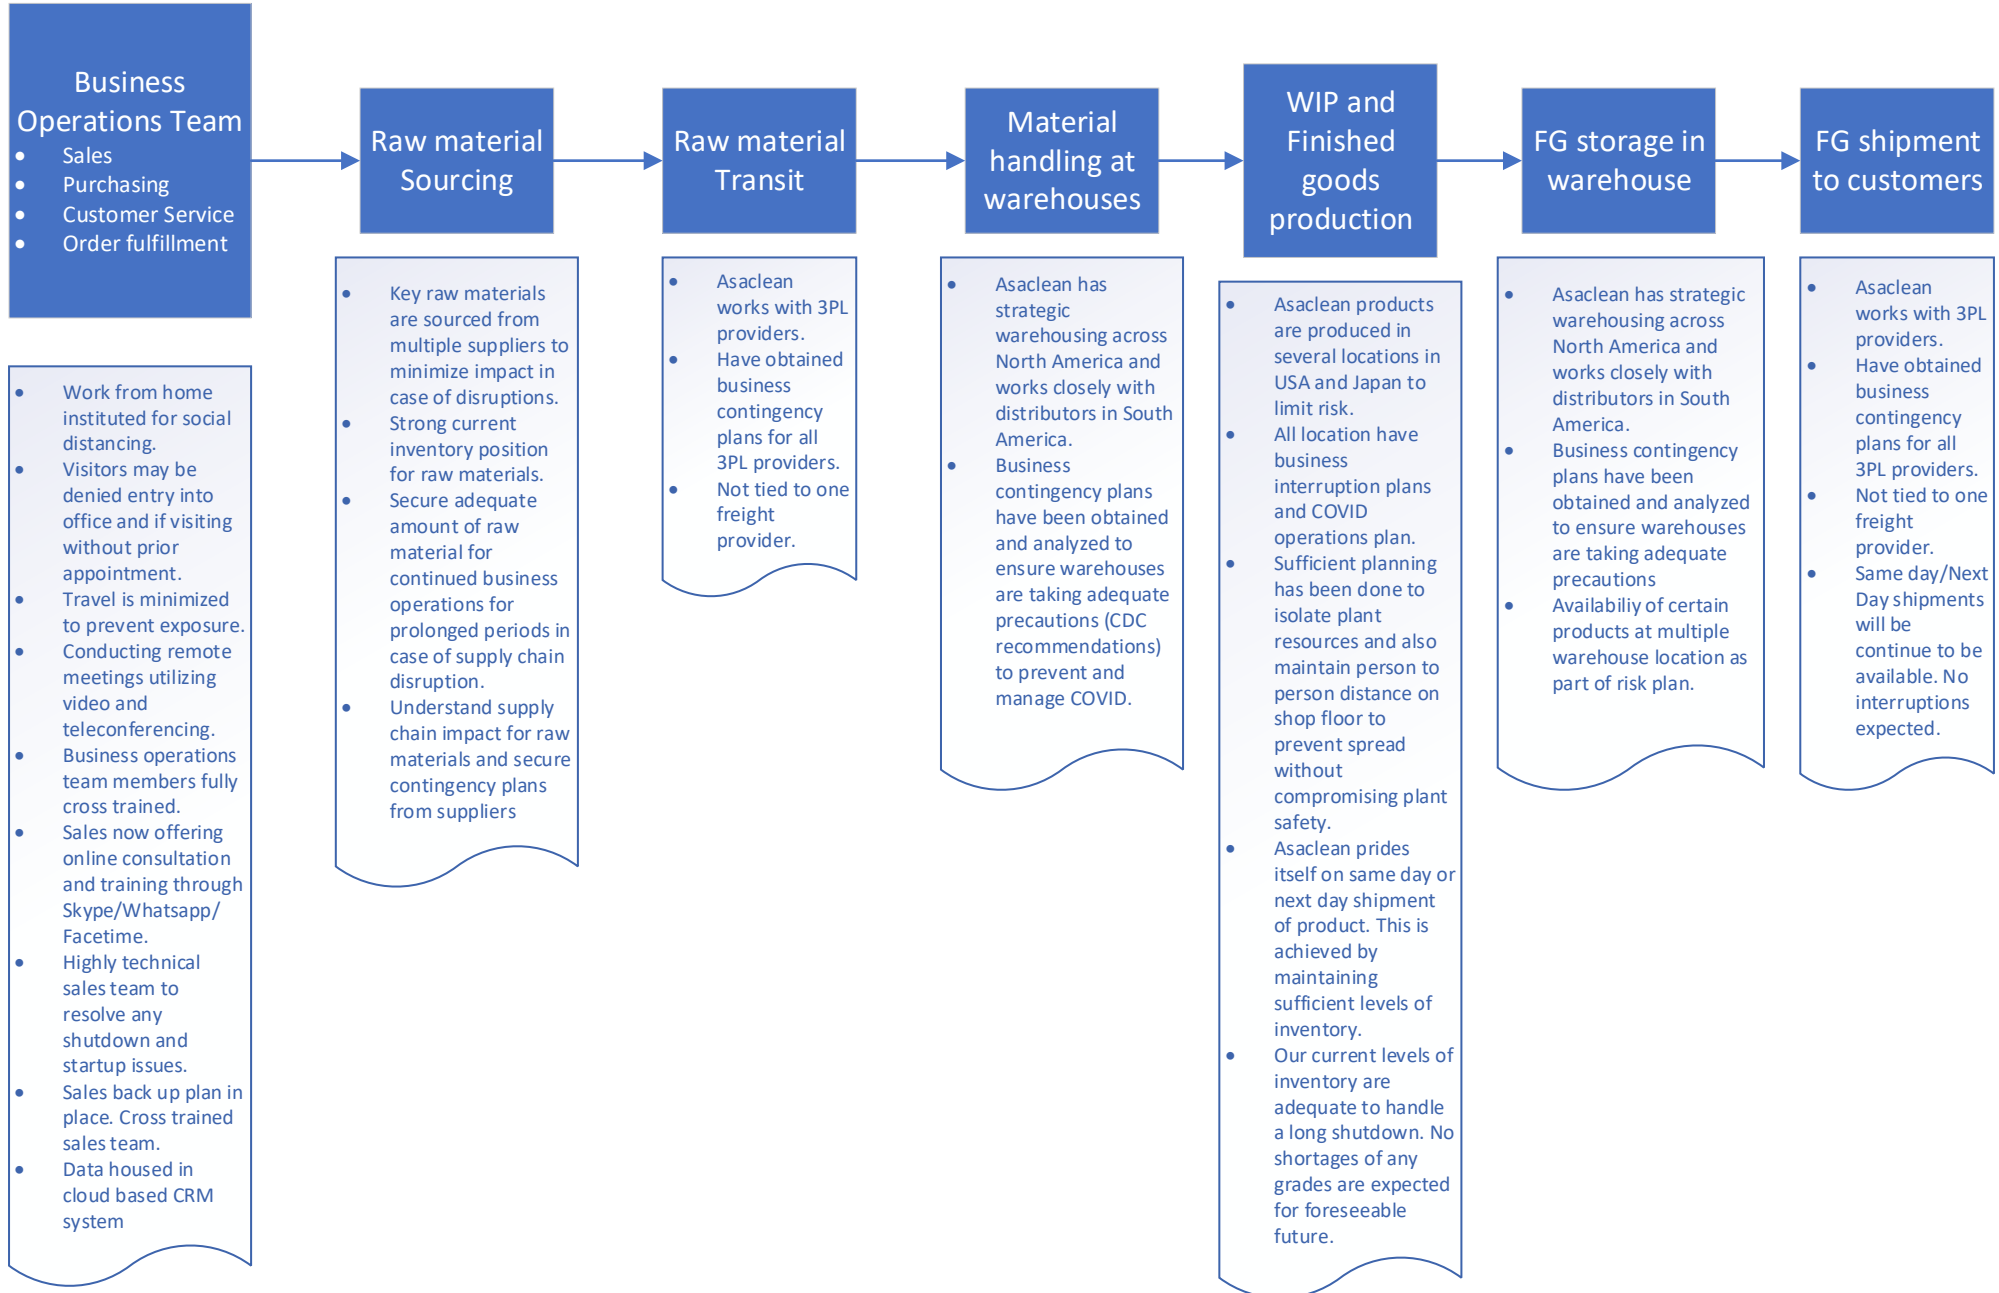 Business
Operations Team
• Sales
• Purchasing
• Customer Service
• Order fulfillment
Raw material
Sourcing
Raw material
Transit
Material
handling at
warehouses
WIP and
Finished
goods
production
FG storage in
warehouse
FG shipment
to customers
• Work from home
instituted for social
distancing.
• Visitors may be
denied entry into
office and if visiting
without prior
appointment.
• Travel is minimized
to prevent exposure.
• Conducting remote
meetings utilizing
video and
teleconferencing.
• Business operations
team members fully
cross trained.
• Sales now offering
online consultation
and training through
Skype/Whatsapp/
Facetime.
• Highly technical
sales team to
resolve any
shutdown and
startup issues.
• Sales back up plan in
place. Cross trained
sales team.
• Data housed in
cloud based CRM
system
• Key raw materials
are sourced from
multiple suppliers to
minimize impact in
case of disruptions.
• Strong current
inventory position
for raw materials.
• Secure adequate
amount of raw
material for
continued business
operations for
prolonged periods in
case of supply chain
disruption.
• Understand supply
chain impact for raw
materials and secure
contingency plans
from suppliers
• Asaclean
works with 3PL
providers.
• Have obtained
business
contingency
plans for all
3PL providers.
• Not tied to one
freight
provider.
• Asaclean has
strategic
warehousing across
North America and
works closely with
distributors in South
America.
• Business
contingency plans
have been obtained
and analyzed to
ensure warehouses
are taking adequate
precautions (CDC
recommendations)
to prevent and
manage COVID.
• Asaclean products
are produced in
several locations in
USA and Japan to
limit risk.
• All location have
business
interruption plans
and COVID
operations plan.
• Sufficient planning
has been done to
isolate plant
resources and also
maintain person to
person distance on
shop floor to
prevent spread
without
compromising plant
safety.
• Asaclean prides
itself on same day or
next day shipment
of product. This is
achieved by
maintaining
sufficient levels of
inventory.
• Our current levels of
inventory are
adequate to handle
a long shutdown. No
shortages of any
grades are expected
for foreseeable
future.
• Asaclean has strategic
warehousing across
North America and
works closely with
distributors in South
America.
• Business contingency
plans have been
obtained and analyzed
to ensure warehouses
are taking adequate
precautions
• Availabiliy of certain
products at multiple
warehouse location as
part of risk plan.
• Asaclean
works with 3PL
providers.
• Have obtained
business
contingency
plans for all
3PL providers.
• Not tied to one
freight
provider.
• Same day/Next
Day shipments
will be
continue to be
available. No
interruptions
expected.